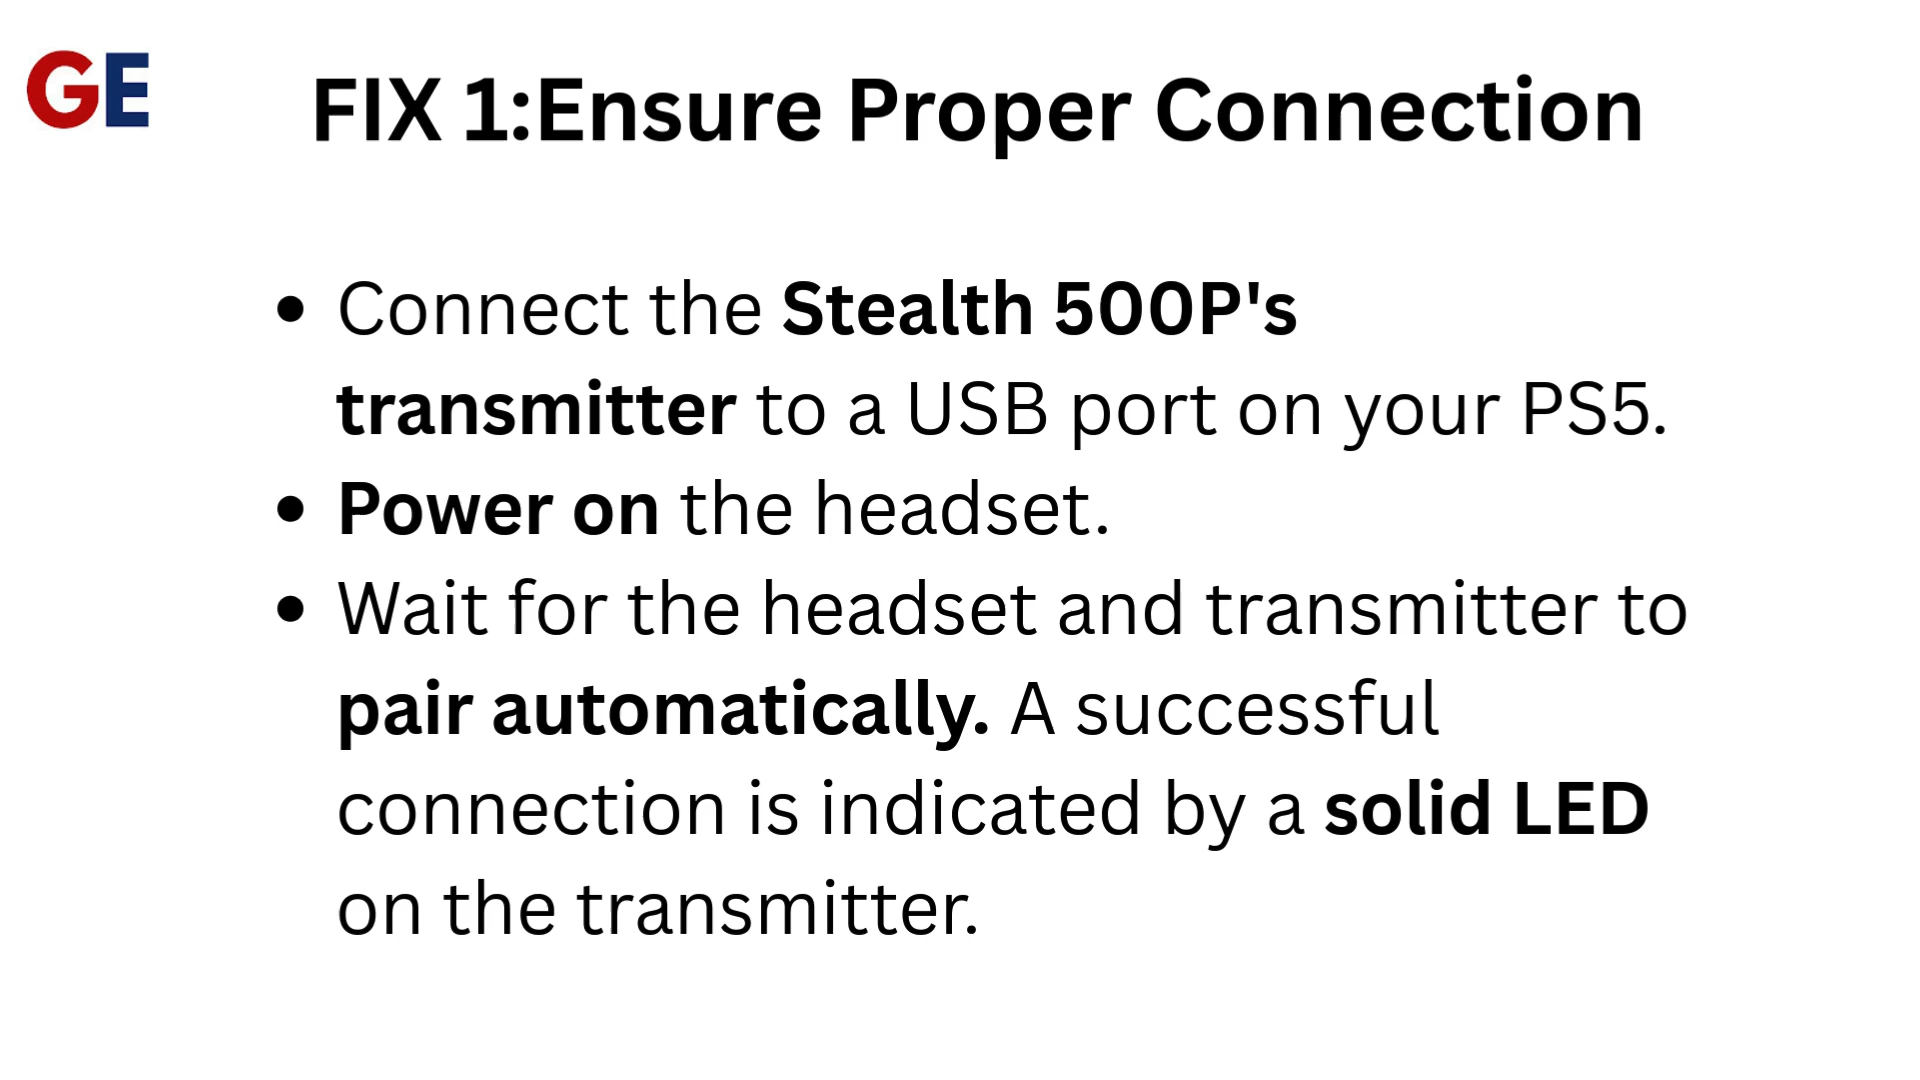 GE
FIX 1:Ensure Proper Connection
• Connect the Stealth 500P's
transmitter to a USB port on your PS5.
• Power on the headset.
• Wait for the headset and transmitter to
pair automatically. A successful
connection is indicated by a solid LED
on the transmitter.